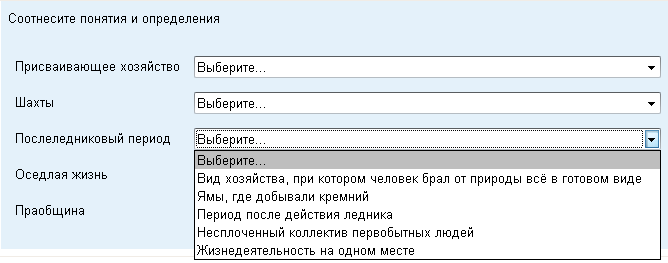 Соотнесите понятия и определения
Присваивающее хозяйство Выберите...
Шахты Выберите...
Послеледниковый период Выберите...
Выберите...
Оседлая жизнь Вид хозяйства, при котором человек брал от природы всё в готовом виде
Ямы, где добывали кремний
Праобщина Период после действия ледника
Несплоченный коллектив первобытных людей
Жизнедеятельность на одном месте